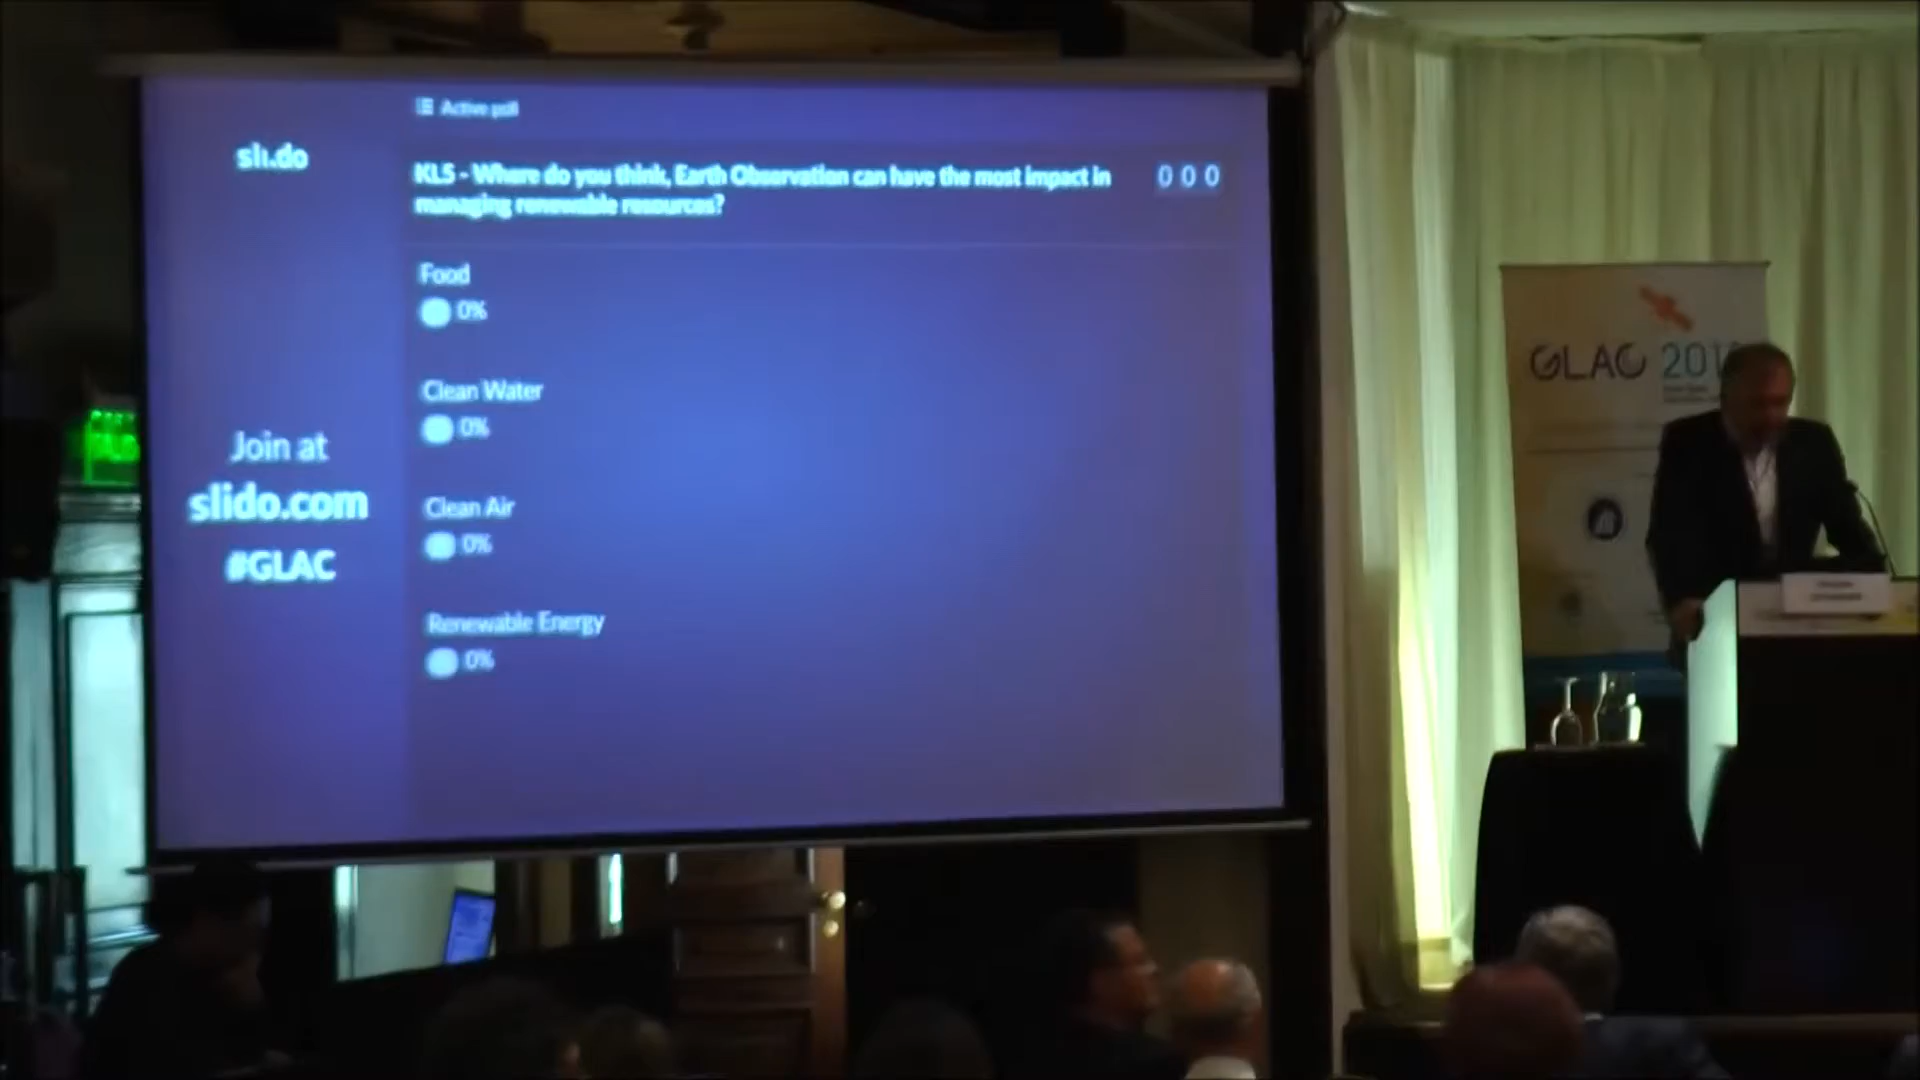 Active poll
sli.do
KLS - Where do you think, Earth Observation can have the most impact in
managing renewable resources?
0 0 0
Food
0%
Clean Water
0%
Clean Air
0%
Renewable Energy
0%
Join at
slido.com
#GLAC
GLAC 201